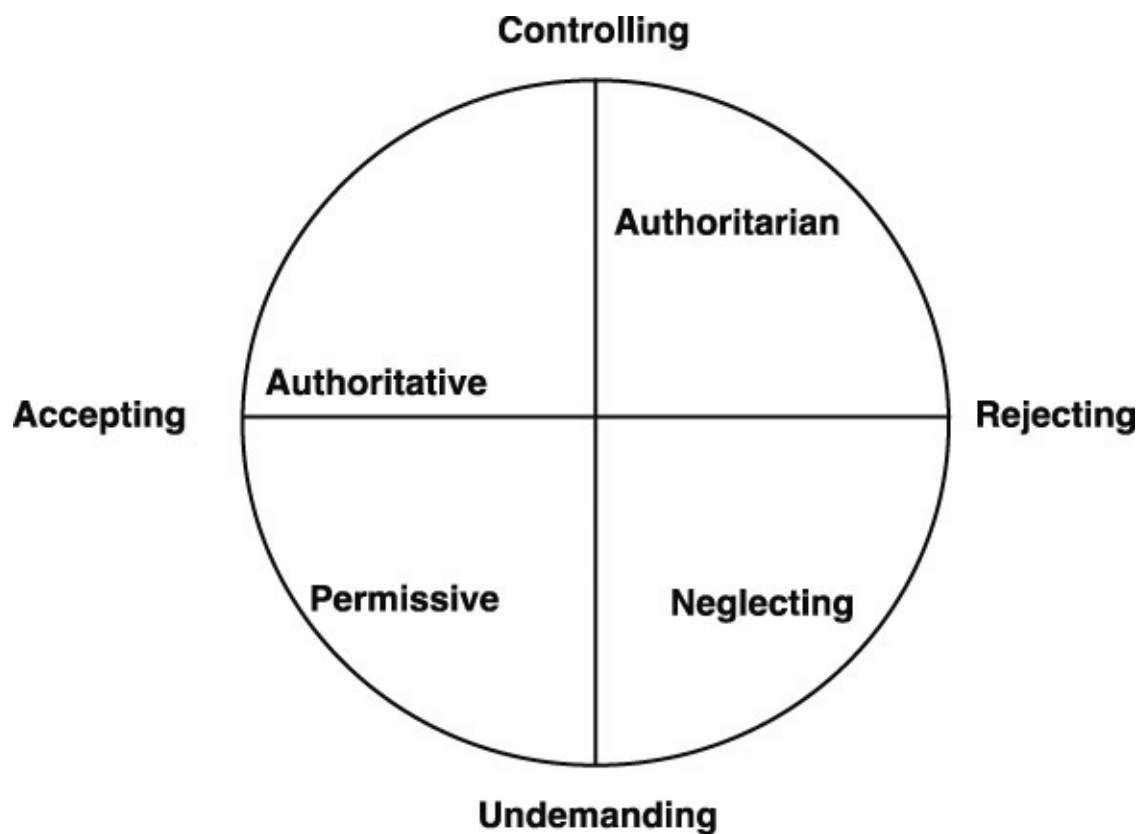 Controlling
Authoritarian
Authoritative
Accepting
Rejecting
Permissive
Neglecting
Undemanding